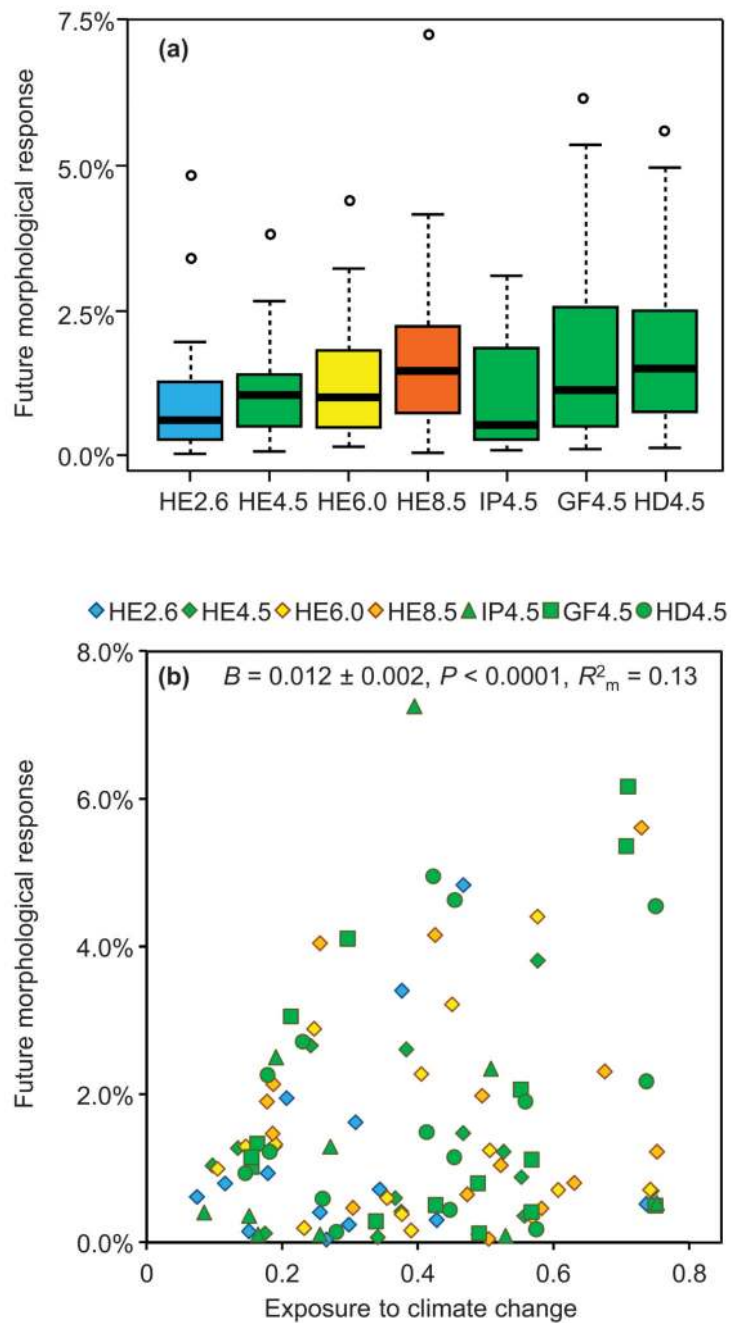 7.5%
(a)
5.0%
2.5%
0.0%
Future morphological response
HE2.6 HE4.5 HE6.0 HE8.5 IP4.5 GF4.5 HD4.5
HE2.6 HE4.5 HE6.0 HE8.5 IP4.5 GF4.5 HD4.5
8.0%
(b) B = 0.012 ± 0.002, P < 0.0001, R²m = 0.13
6.0%
4.0%
2.0%
0.0%
Future morphological response
0 0.2 0.4 0.6 0.8
Exposure to climate change